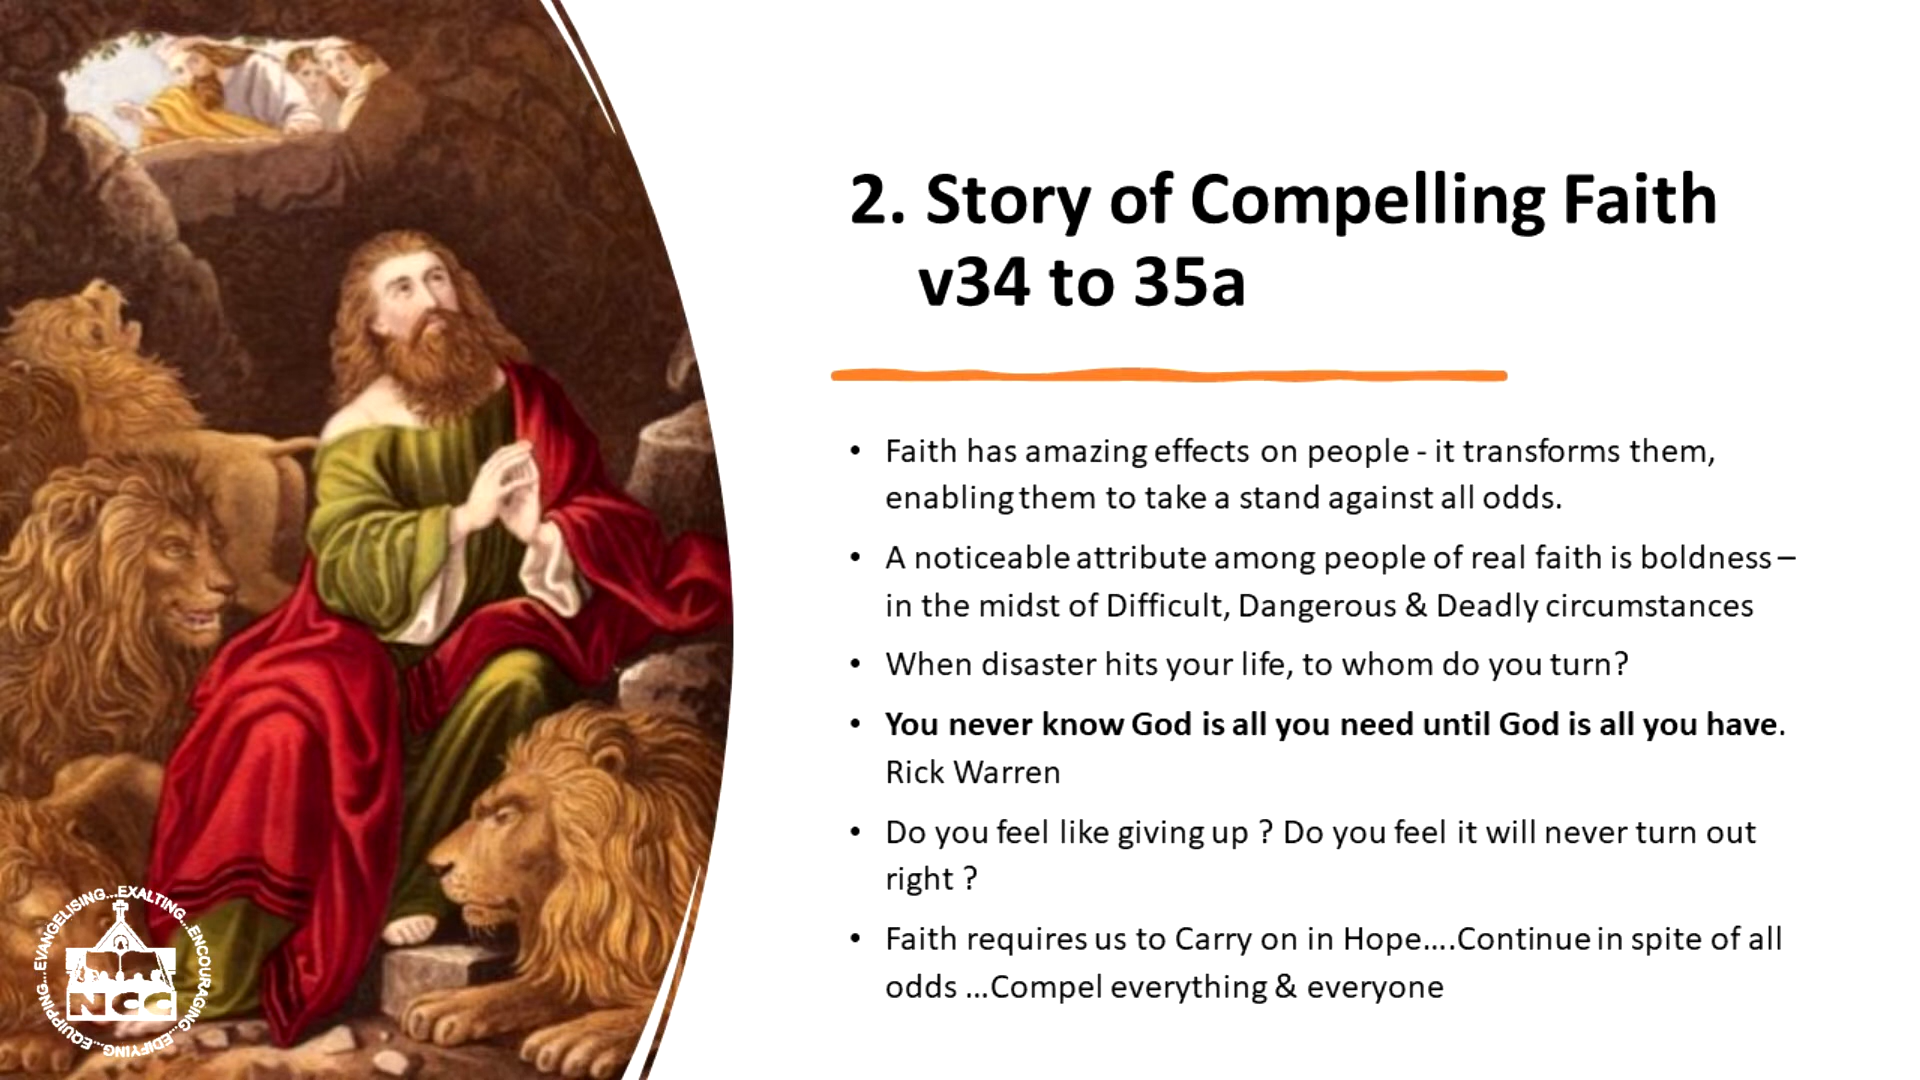 2. Story of Compelling Faith
v34 to 35a
• Faith has amazing effects on people - it transforms them,
enabling them to take a stand against all odds.
• A noticeable attribute among people of real faith is boldness –
in the midst of Difficult, Dangerous & Deadly circumstances
• When disaster hits your life, to whom do you turn?
• You never know God is all you need until God is all you have.
Rick Warren
• Do you feel like giving up ? Do you feel it will never turn out
right ?
• Faith requires us to Carry on in Hope….Continue in spite of all
odds …Compel everything & everyone
EVANGELISING...EXALTING...ENCOURAGING...EDIFYING...EQUIPPING...
NCC